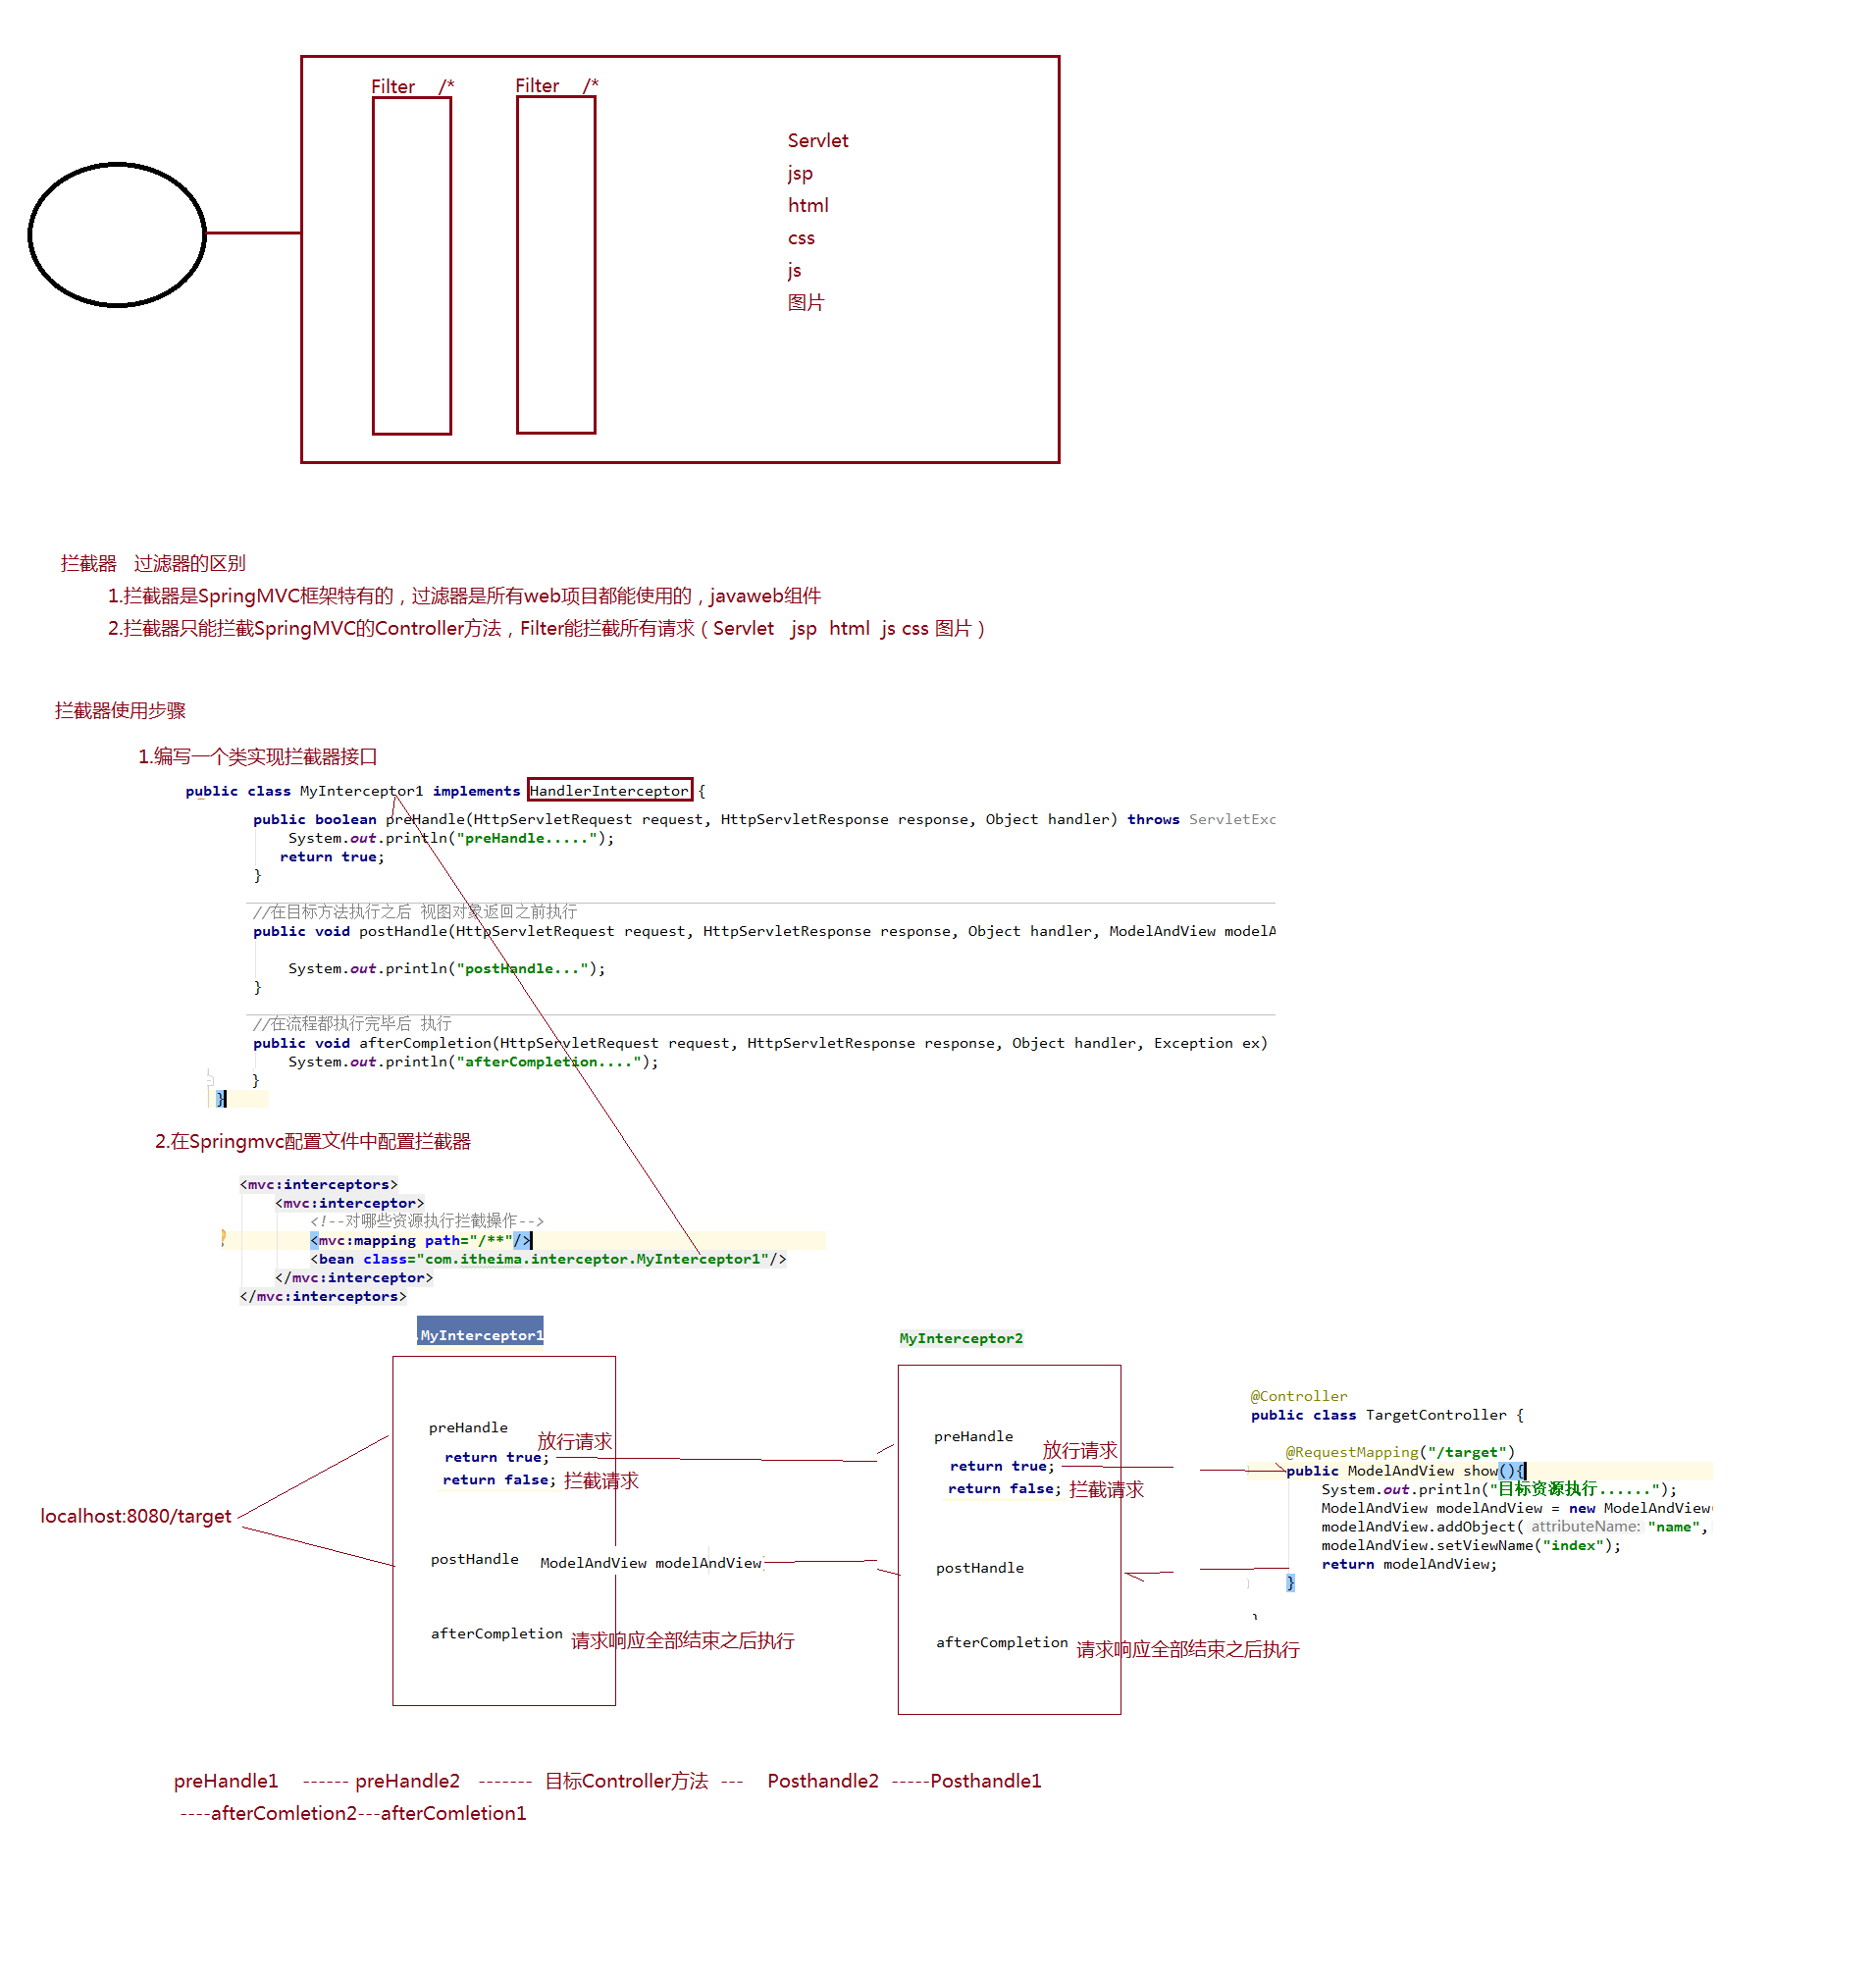 Filter /*
Filter /*
Servlet
jsp
html
css
js
图片
拦截器 过滤器的区别
1.拦截器是SpringMVC框架特有的，过滤器是所有web项目都能使用的，javaweb组件
2.拦截器只能拦截SpringMVC的Controller方法，Filter能拦截所有请求（Servlet jsp html js css 图片）
拦截器使用步骤
1.编写一个类实现拦截器接口
public class MyInterceptor1 implements HandlerInterceptor {
public boolean preHandle(HttpServletRequest request, HttpServletResponse response, Object handler) throws ServletExc
System.out.println("preHandle.....");
return true;
}
//在目标方法执行之后 视图对象返回之前执行
public void postHandle(HttpServletRequest request, HttpServletResponse response, Object handler, ModelAndView modelA
System.out.println("postHandle...");
}
//在流程都执行完毕后 执行
public void afterCompletion(HttpServletRequest request, HttpServletResponse response, Object handler, Exception ex)
System.out.println("afterCompletion....");
}
}
2.在Springmvc配置文件中配置拦截器
<mvc:interceptors>
<mvc:interceptor>
<!--对哪些资源执行拦截操作-->
<mvc:mapping path="/**"/>
<bean class="com.itheima.interceptor.MyInterceptor1"/>
</mvc:interceptor>
</mvc:interceptors>
.MyInterceptor1
preHandle
放行请求
return true;
return false; 拦截请求
localhost:8080/target
postHandle ModelAndView modelAndView
afterCompletion 请求响应全部结束之后执行
MyInterceptor2
preHandle
放行请求
return true;
return false; 拦截请求
postHandle
afterCompletion 请求响应全部结束之后执行
@Controller
public class TargetController {
@RequestMapping("/target")
public ModelAndView show(){
System.out.println("目标资源执行......");
ModelAndView modelAndView = new ModelAndView(
modelAndView.addObject( attributeName: "name",
modelAndView.setViewName("index");
return modelAndView;
}
}
preHandle1 ------ preHandle2 ------- 目标Controller方法 --- Posthandle2 -----Posthandle1
----afterComletion2---afterComletion1